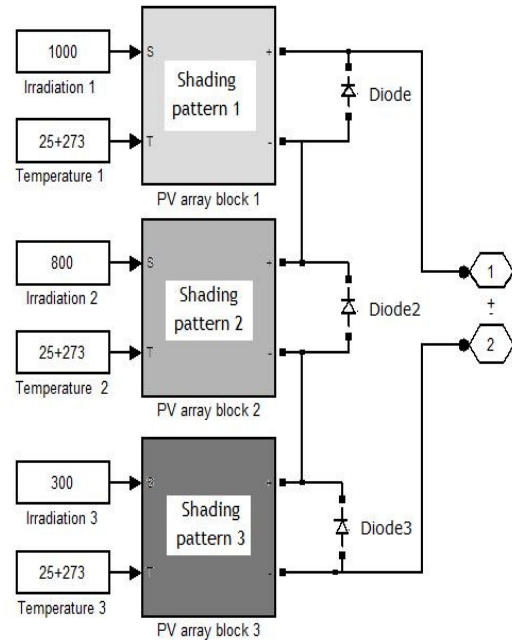 1000
S
Shading
pattern 1
+
Irradiation 1
Diode
25+273
T
-
Temperature 1
PV array block 1
800
S
Shading
pattern 2
+
1
Irradiation 2
Diode2
+
-
25+273
T
-
2
Temperature 2
PV array block 2
300
Shading
pattern 3
+
Irradiation 3
Diode3
25+273
T
-
Temperature 3
PV array block 3